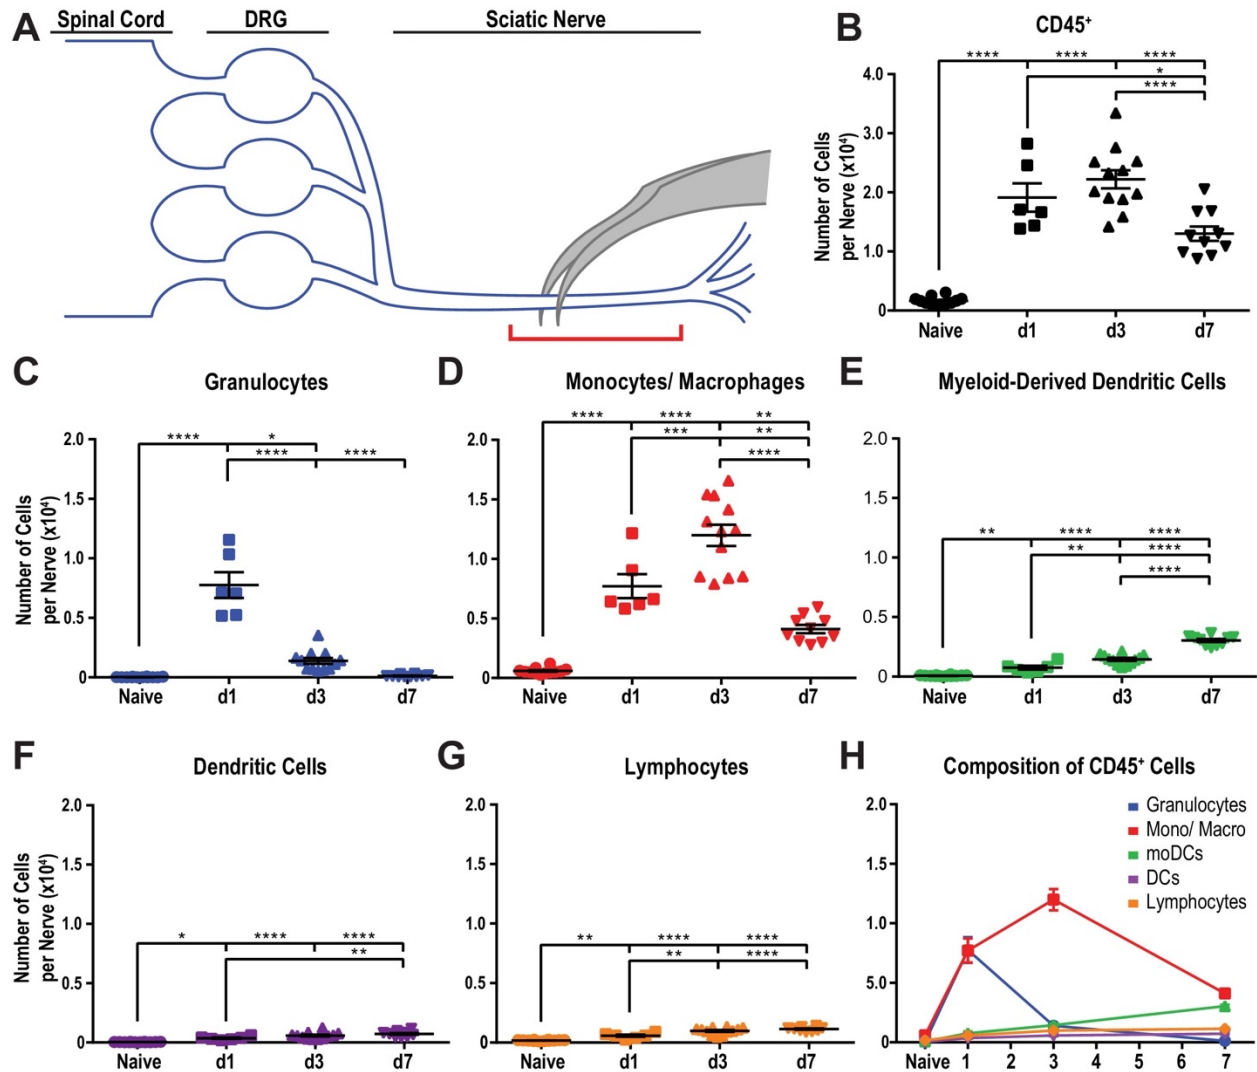 A
Spinal Cord
DRG
Sciatic Nerve
B
CD45⁺
Number of Cells
per Nerve (x10⁴)
4.0
3.0
2.0
1.0
0
**** **** ****
*
****
Naive d1 d3 d7
C
Granulocytes
Number of Cells
per Nerve (x10⁴)
2.0
1.5
1.0
0.5
0
**** *
**** ****
Naive d1 d3 d7
D
Monocytes/ Macrophages
2.0
1.5
1.0
0.5
0
**** **** **
*** **
****
Naive d1 d3 d7
E
Myeloid-Derived Dendritic Cells
2.0
1.5
1.0
0.5
0
** **** ****
** ****
****
Naive d1 d3 d7
F
Dendritic Cells
Number of Cells
per Nerve (x10⁴)
2.0
1.5
1.0
0.5
0
* **** ****
**
Naive d1 d3 d7
G
Lymphocytes
2.0
1.5
1.0
0.5
0
** **** ****
** ****
Naive d1 d3 d7
H
Composition of CD45⁺ Cells
Granulocytes
Mono/ Macro
moDCs
DCs
Lymphocytes
2.0
1.5
1.0
5.0
0
Naive 1 2 3 4 5 6 7